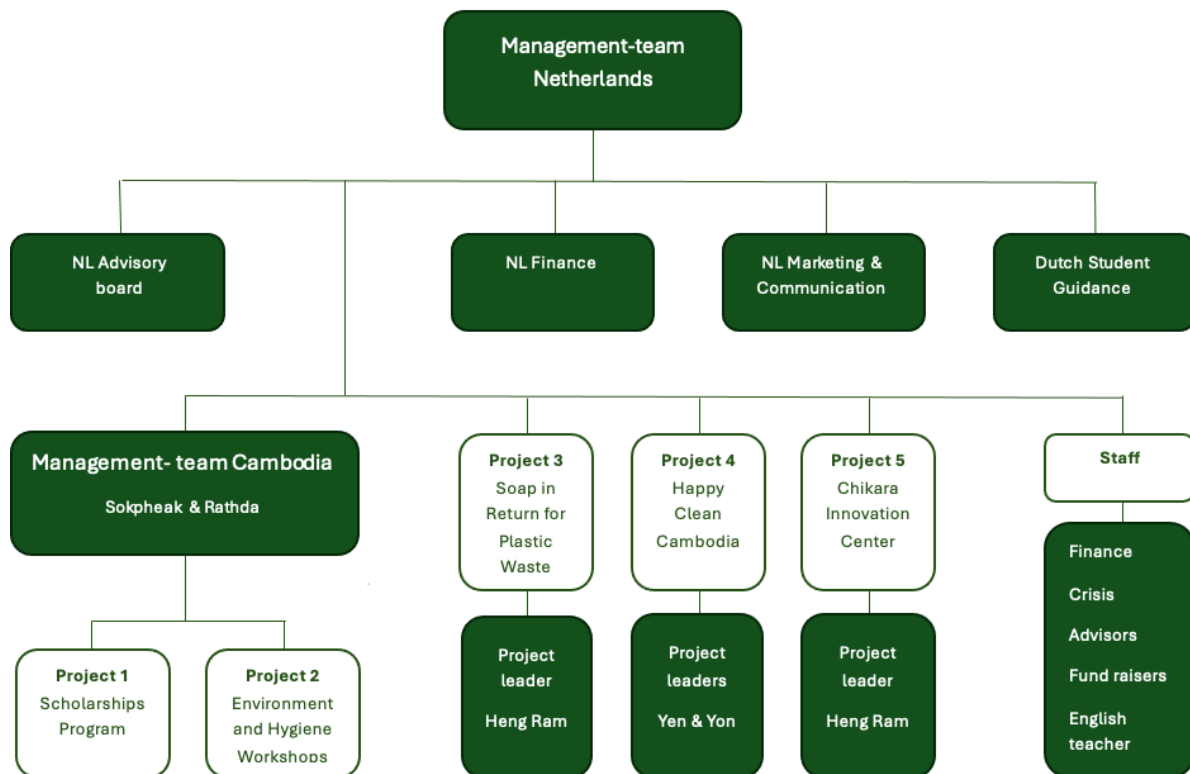 Management-team
Netherlands
NL Advisory
board
NL Finance
NL Marketing &
Communication
Dutch Student
Guidance
Management- team Cambodia
Sokpheak & Rathda
Project 3
Soap in
Return for
Plastic
Waste
Project 4
Happy
Clean
Cambodia
Project 5
Chikara
Innovation
Center
Staff
Finance
Crisis
Advisors
Fund raisers
English
teacher
Project 1
Scholarships
Program
Project 2
Environment
and Hygiene
Workshops
Project
leader
Heng Ram
Project
leaders
Yen & Yon
Project
leader
Heng Ram